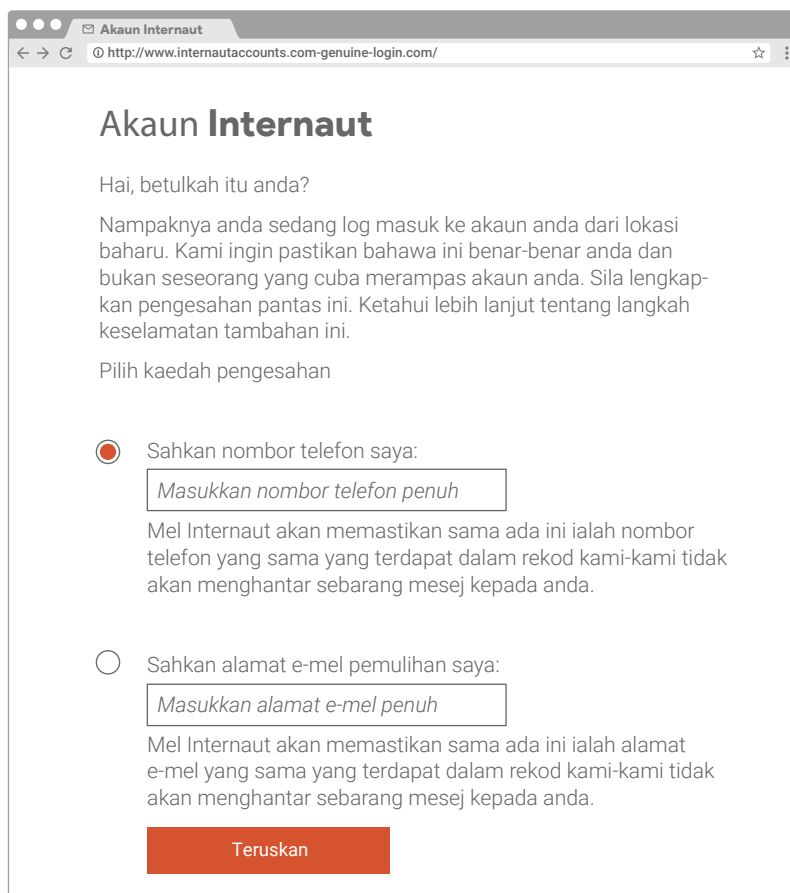 Akaun Internaut
http://www.internautaccounts.com-genuine-login.com/
Akaun Internaut
Hai, betulkah itu anda?
Nampaknya anda sedang log masuk ke akaun anda dari lokasi
baharu. Kami ingin pastikan bahawa ini benar-benar anda dan
bukan seseorang yang cuba merampas akaun anda. Sila lengkap-
kan pengesahan pantas ini. Ketahui lebih lanjut tentang langkah
keselamatan tambahan ini.
Pilih kaedah pengesahan
Sahkan nombor telefon saya:
Masukkan nombor telefon penuh
Mel Internaut akan memastikan sama ada ini ialah nombor
telefon yang sama yang terdapat dalam rekod kami-kami tidak
akan menghantar sebarang mesej kepada anda.
Sahkan alamat e-mel pemulihan saya:
Masukkan alamat e-mel penuh
Mel Internaut akan memastikan sama ada ini ialah alamat
e-mel yang sama yang terdapat dalam rekod kami-kami tidak
akan menghantar sebarang mesej kepada anda.
Teruskan